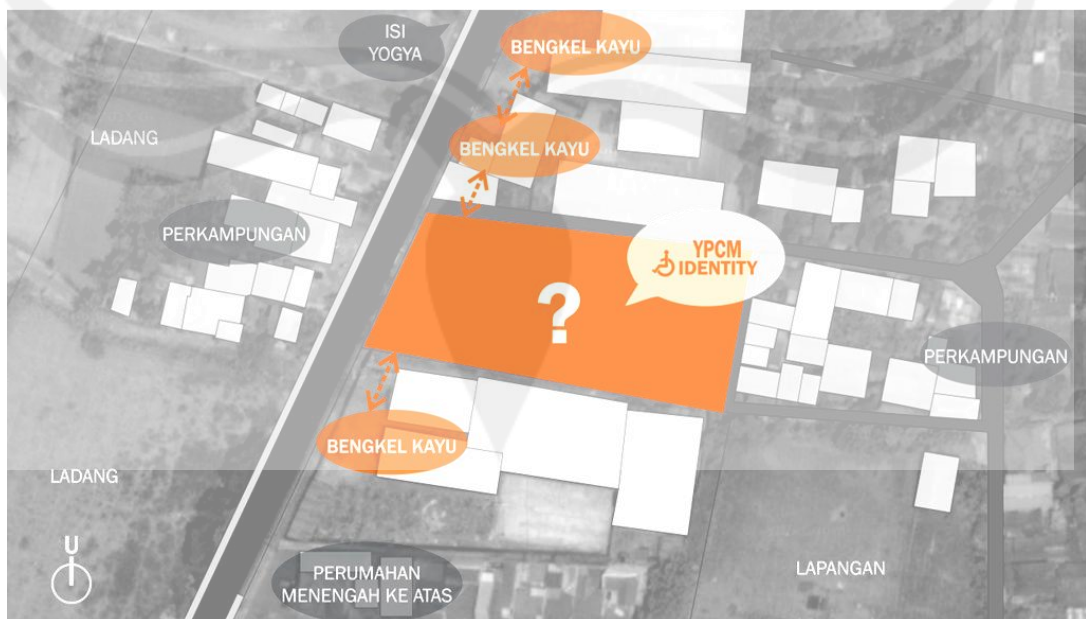 ISI
YOGYA
BENGKEL KAYU
LADANG
BENGKEL KAYU
PERKAMPUNGAN
YPCM
IDENTITY
?
PERKAMPUNGAN
BENGKEL KAYU
LADANG
U
PERUMAHAN
MENENGAH KE ATAS
LAPANGAN